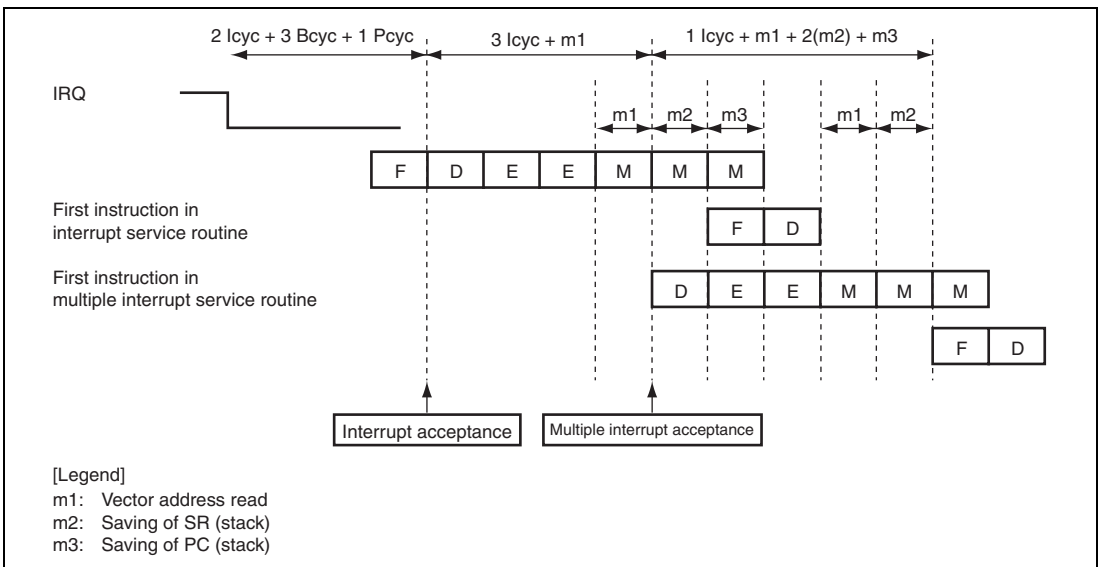 2 Icyc + 3 Bcyc + 1 Pcyc
3 Icyc + m1
1 Icyc + m1 + 2(m2) + m3
IRQ
m1 m2 m3 m1 m2
F D E E M M M
First instruction in
interrupt service routine
F D
First instruction in
multiple interrupt service routine
D E E M M M
F D
Interrupt acceptance
Multiple interrupt acceptance
[Legend]
m1: Vector address read
m2: Saving of SR (stack)
m3: Saving of PC (stack)